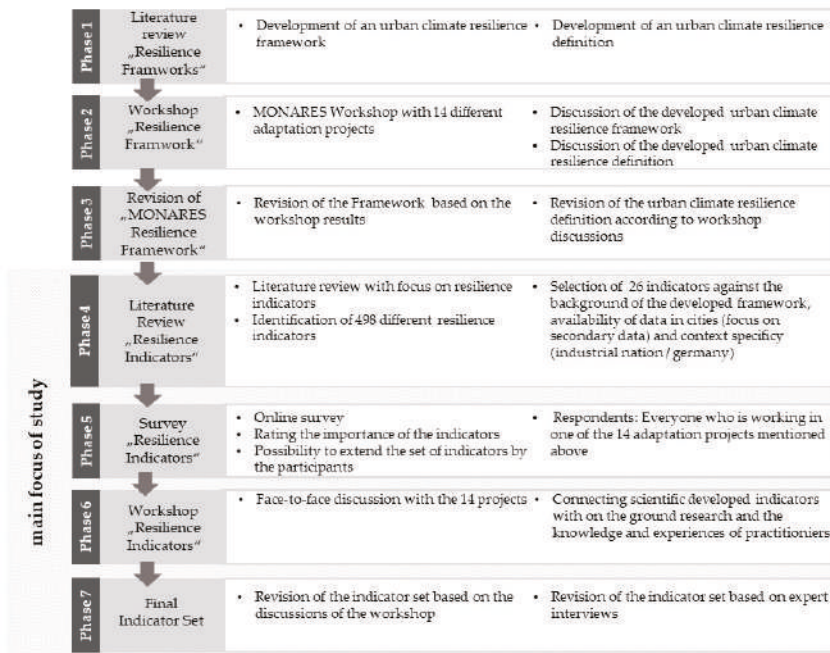 Phase 1
Literature
review
„Resilience
Framworks“
• Development of an urban climate resilience
framework
• Development of an urban climate resilience
definition
Phase 2
Workshop
„Resilience
Framwork“
• MONARES Workshop with 14 different
adaptation projects
• Discussion of the developed urban climate
resilience framework
• Discussion of the developed urban climate
resilience definition
Phase 3
Revision of
„MONARES
Resilience
Framework“
• Revision of the Framework based on the
workshop results
• Revision of the urban climate resilience
definition according to workshop
discussions
main focus of study
Phase 4
Literature
Review
„Resilience
Indicators“
• Literature review with focus on resilience
indicators
• Identification of 498 different resilience
indicators
• Selection of 26 indicators against the
background of the developed framework,
availability of data in cities (focus on
secondary data) and context specificy
(industrial nation / germany)
Phase 5
Survey
„Resilience
Indicators“
• Online survey
• Rating the importance of the indicators
• Possibility to extend the set of indicators by
the participants
• Respondents: Everyone who is working in
one of the 14 adaptation projects mentioned
above
Phase 6
Workshop
„Resilience
Indicators“
• Face-to-face discussion with the 14 projects
• Connecting scientific developed indicators
with on the ground research and the
knowledge and experiences of practitioniers
Phase 7
Final
Indicator Set
• Revision of the indicator set based on the
discussions of the workshop
• Revision of the indicator set based on expert
interviews